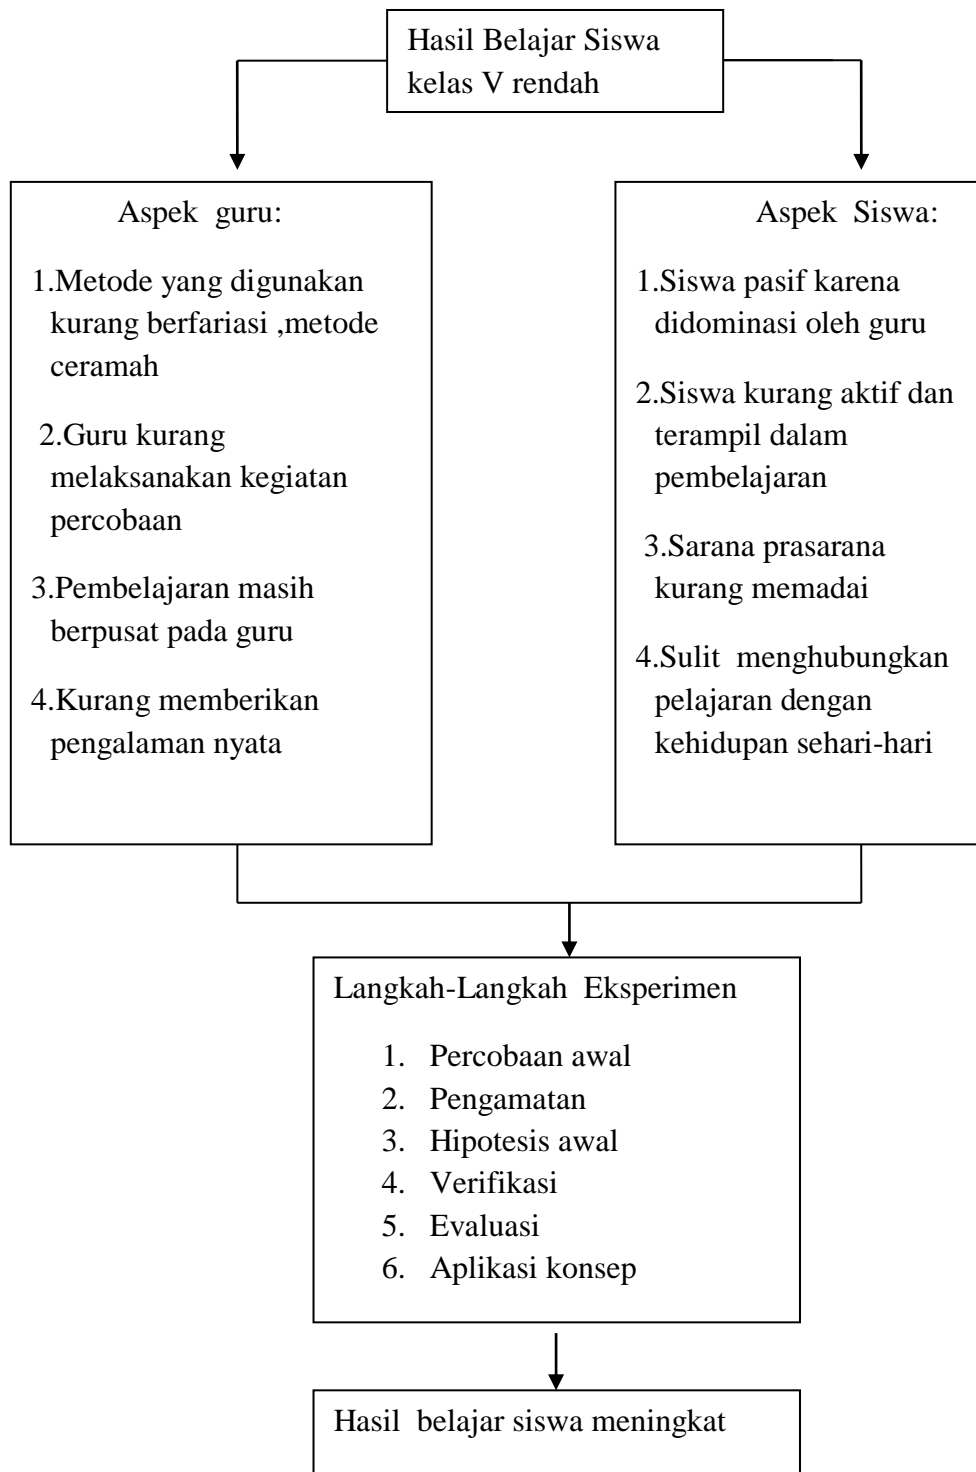 Hasil Belajar Siswa
kelas V rendah
Aspek guru:
1.Metode yang digunakan
kurang berfariasi ,metode
ceramah
2.Guru kurang
melaksanakan kegiatan
percobaan
3.Pembelajaran masih
berpusat pada guru
4.Kurang memberikan
pengalaman nyata
Aspek Siswa:
1.Siswa pasif karena
didominasi oleh guru
2.Siswa kurang aktif dan
terampil dalam
pembelajaran
3.Sarana prasarana
kurang memadai
4.Sulit menghubungkan
pelajaran dengan
kehidupan sehari-hari
Langkah-Langkah Eksperimen
1. Percobaan awal
2. Pengamatan
3. Hipotesis awal
4. Verifikasi
5. Evaluasi
6. Aplikasi konsep
Hasil belajar siswa meningkat